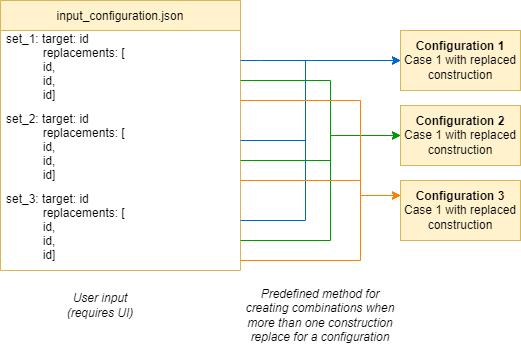 input_configuration.json
set_1: target: id
replacements: [
id,
id,
id]
set_2: target: id
replacements: [
id,
id,
id]
set_3: target: id
replacements: [
id,
id,
id]
Configuration 1
Case 1 with replaced
construction
Configuration 2
Case 1 with replaced
construction
Configuration 3
Case 1 with replaced
construction
User input
(requires UI)
Predefined method for
creating combinations when
more than one construction
replace for a configuration